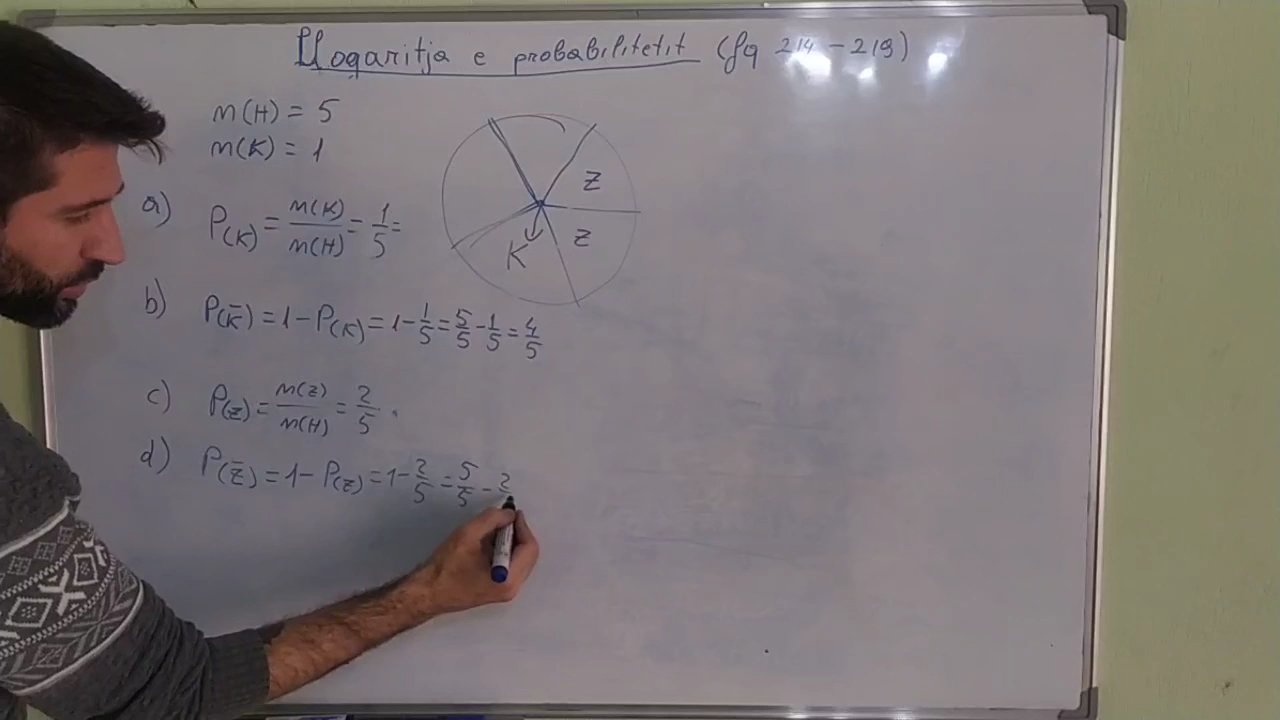 Llogaritja e probabilitetit (fq 214 - 219)
m(H) = 5
m(K) = 1
a) P(K) = m(K)/m(H) = 1/5 =
b) P(K̄) = 1 - P(K) = 1 - 1/5 = 5/5 - 1/5 = 4/5
c) P(z) = m(z)/m(H) = 2/5 .
d) P(z̄) = 1 - P(z) = 1 - 2/5 = 5/5 - 2
Z
Z
K